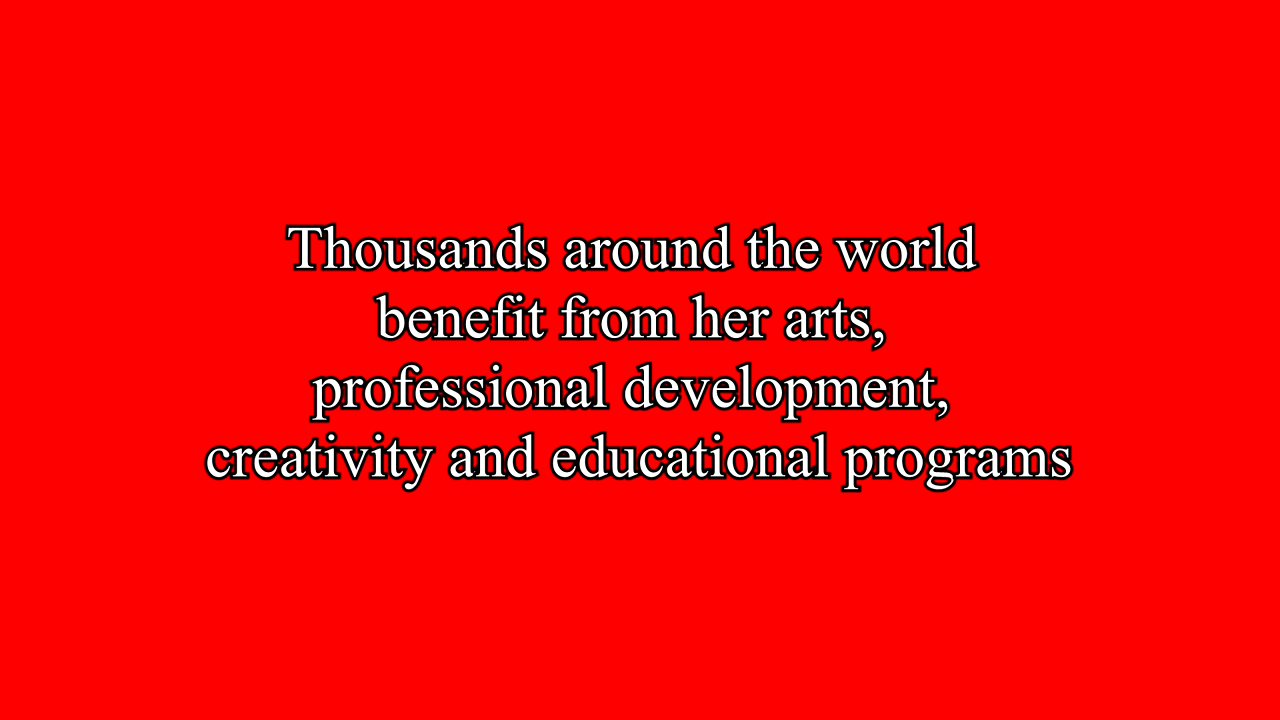 Thousands around the world
benefit from her arts,
professional development,
creativity and educational programs